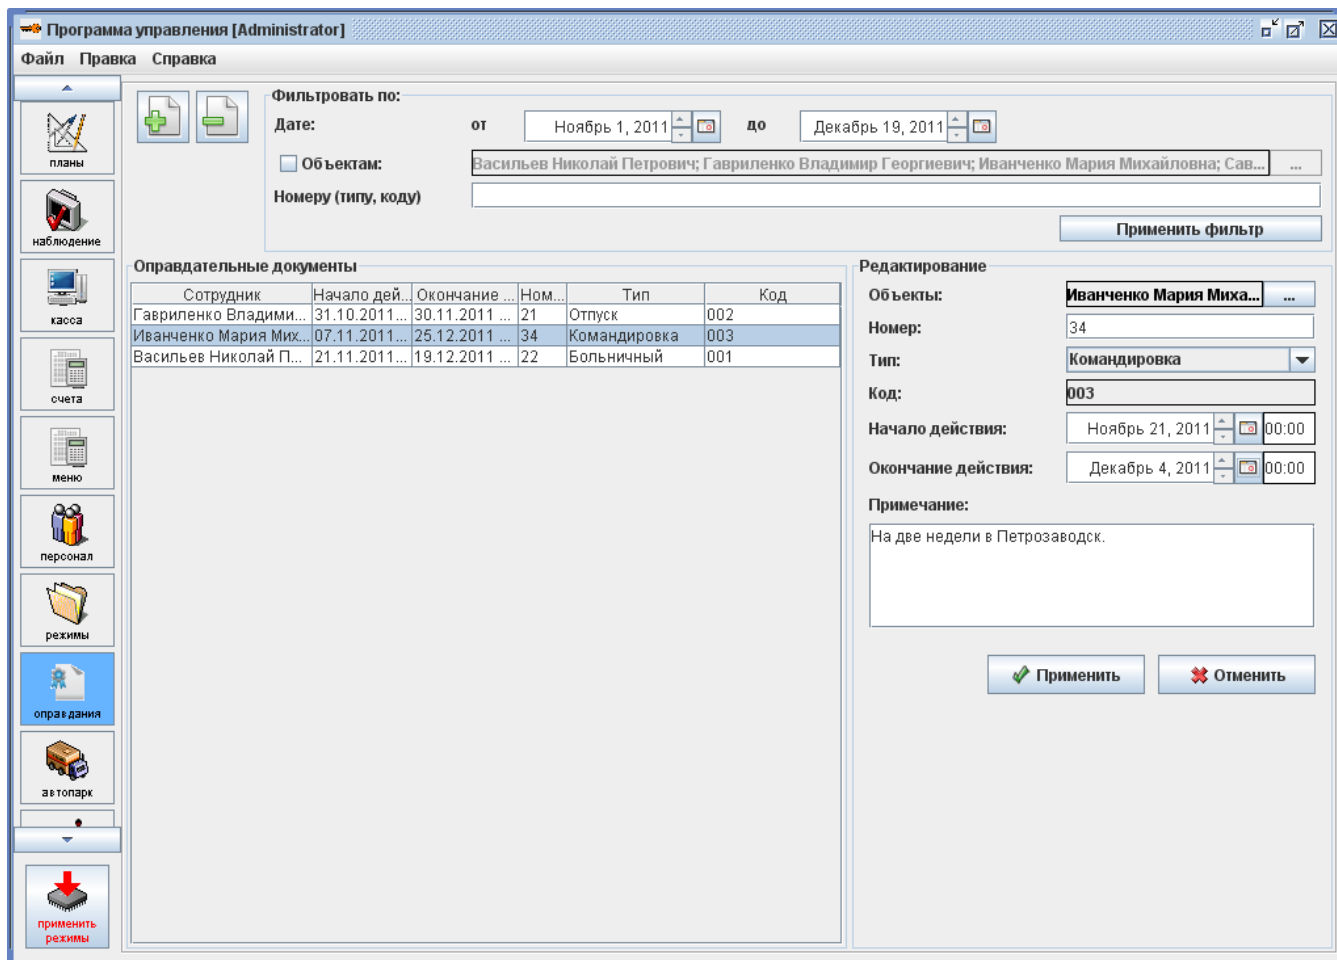 Программа управления [Administrator]
Файл Правка Справка
планы
наблюдение
касса
счета
меню
персонал
режимы
оправдания
автопарк
применить
режимы
Фильтровать по:
Дате: от Ноябрь 1, 2011 до Декабрь 19, 2011
Объектам: Васильев Николай Петрович; Гавриленко Владимир Георгиевич; Иванченко Мария Михайловна; Сав... ...
Номеру (типу, коду)
Применить фильтр
Оправдательные документы
Сотрудник Начало дей... Окончание ... Ном... Тип Код
Гавриленко Владими... 31.10.2011... 30.11.2011 ... 21 Отпуск 002
Иванченко Мария Мих... 07.11.2011... 25.12.2011 ... 34 Командировка 003
Васильев Николай П... 21.11.2011... 19.12.2011 ... 22 Больничный 001
Редактирование
Объекты: Иванченко Мария Миха... ...
Номер: 34
Тип: Командировка
Код: 003
Начало действия: Ноябрь 21, 2011 00:00
Окончание действия: Декабрь 4, 2011 00:00
Примечание:
На две недели в Петрозаводск.
Применить Отменить